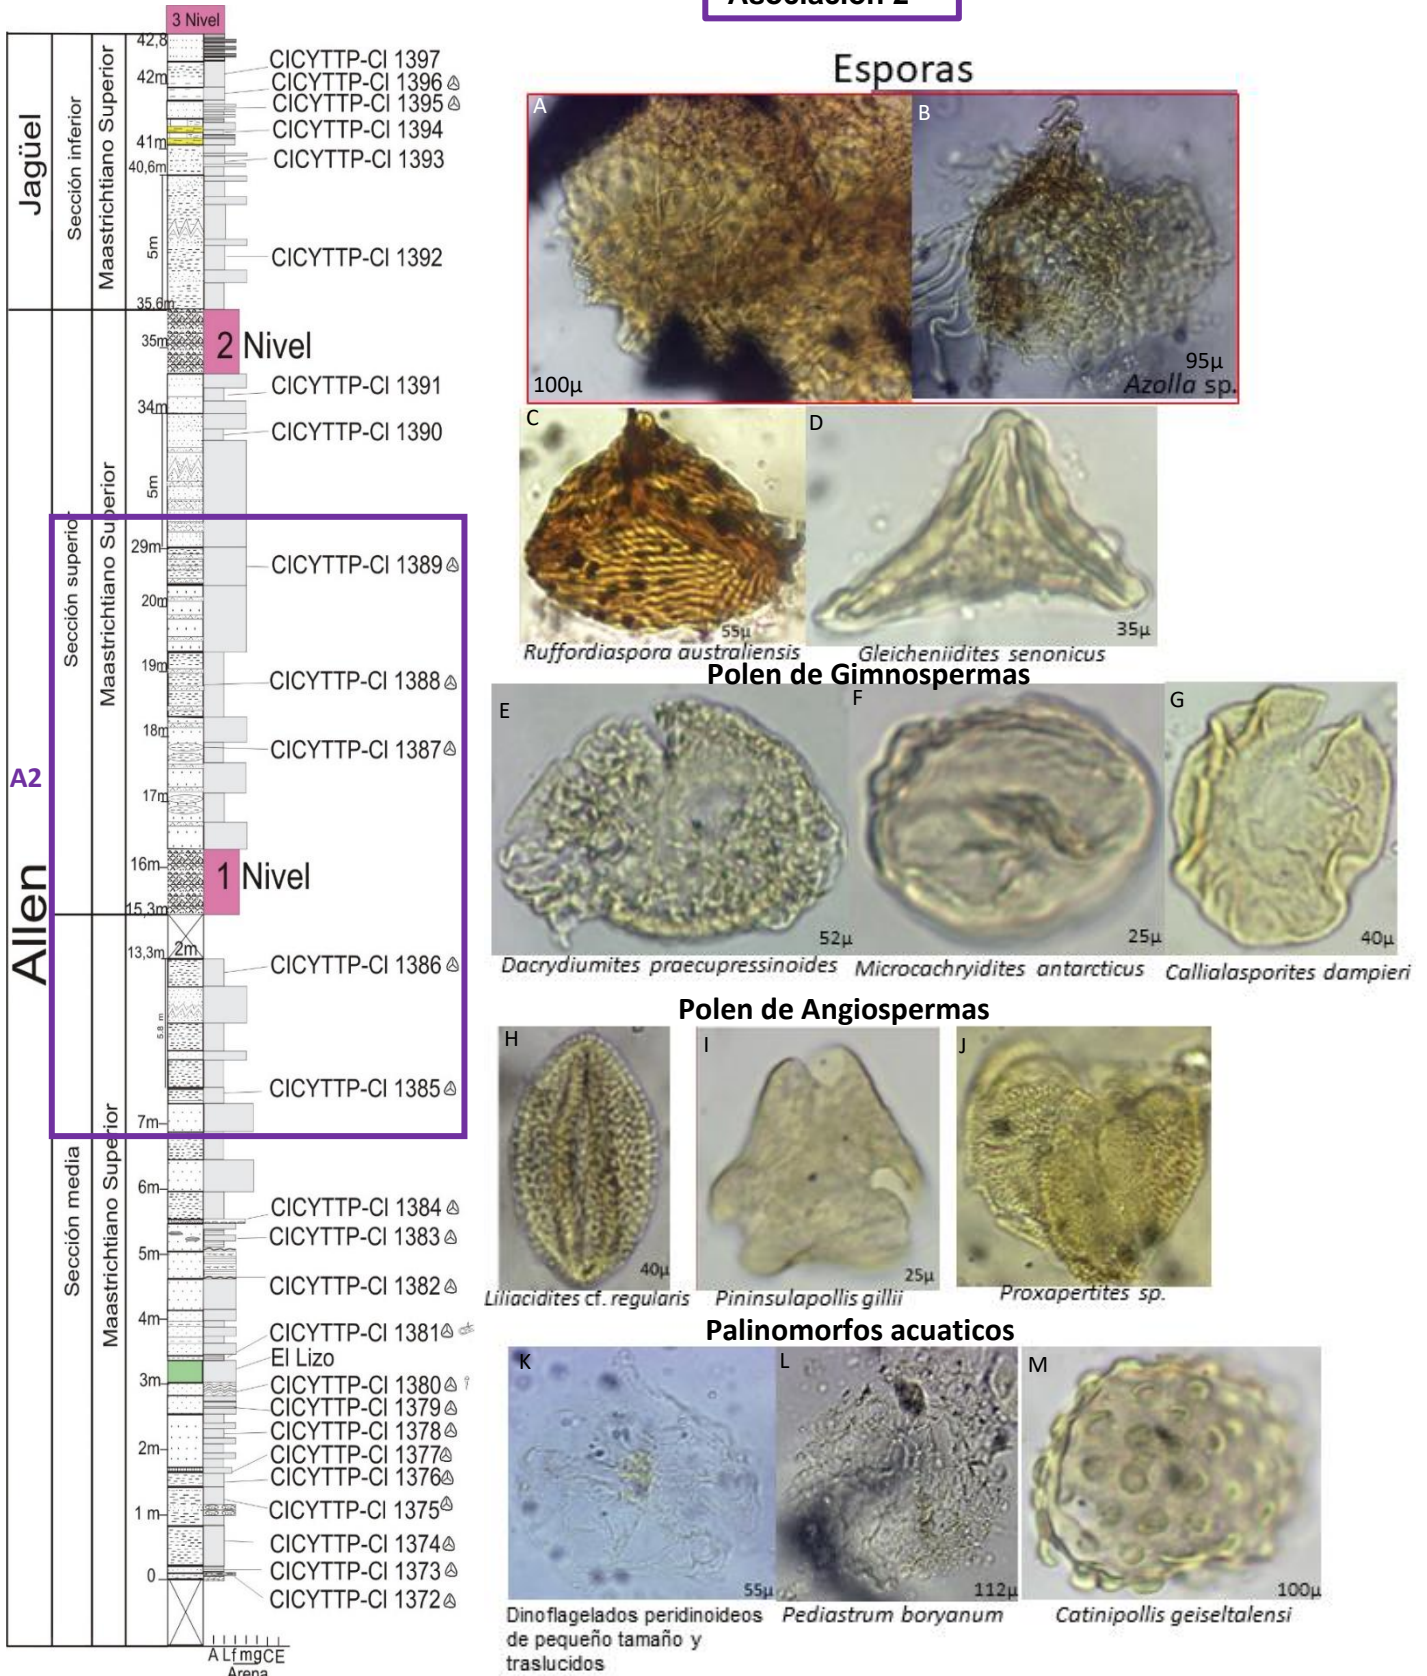 Asociación 2
3 Nivel
42,8
CICYTTP-CI 1397
42m
CICYTTP-CI 1396
CICYTTP-CI 1395
CICYTTP-CI 1394
41m
CICYTTP-CI 1393
40,6m
5m
CICYTTP-CI 1392
35,6m
Jagüel
Sección inferior
Maastrichtiano Superior
35m
2 Nivel
CICYTTP-CI 1391
34m
CICYTTP-CI 1390
5m
29m
CICYTTP-CI 1389
20m
19m
CICYTTP-CI 1388
18m
CICYTTP-CI 1387
17m
16m
1 Nivel
15,3m
Sección superior
Maastrichtiano Superior
A2
Allen
13,3m
2m
CICYTTP-CI 1386
5.8 m
CICYTTP-CI 1385
7m
6m
CICYTTP-CI 1384
CICYTTP-CI 1383
5m
CICYTTP-CI 1382
4m
CICYTTP-CI 1381
El Lizo
3m
CICYTTP-CI 1380
CICYTTP-CI 1379
CICYTTP-CI 1378
2m
CICYTTP-CI 1377
CICYTTP-CI 1376
CICYTTP-CI 1375
1 m
CICYTTP-CI 1374
CICYTTP-CI 1373
0
CICYTTP-CI 1372
Sección media
Maastrichtiano Superior
A L f m g C E
Arena
Esporas
A
100µ
B
95µ
Azolla sp.
C
55µ
Ruffordiaspora australiensis
D
35µ
Gleicheniidites senonicus
Polen de Gimnospermas
E
52µ
Dacrydiumites praecupressinoides
F
25µ
Microcachryidites antarcticus
G
40µ
Callialasporites dampieri
Polen de Angiospermas
H
40µ
Liliacidites cf. regularis
I
25µ
Pininsulapollis gillii
J
Proxapertites sp.
Palinomorfos acuaticos
K
55µ
Dinoflagelados peridinoideos
de pequeño tamaño y
traslucidos
L
112µ
Pediastrum boryanum
M
100µ
Catinipollis geiseltalensi